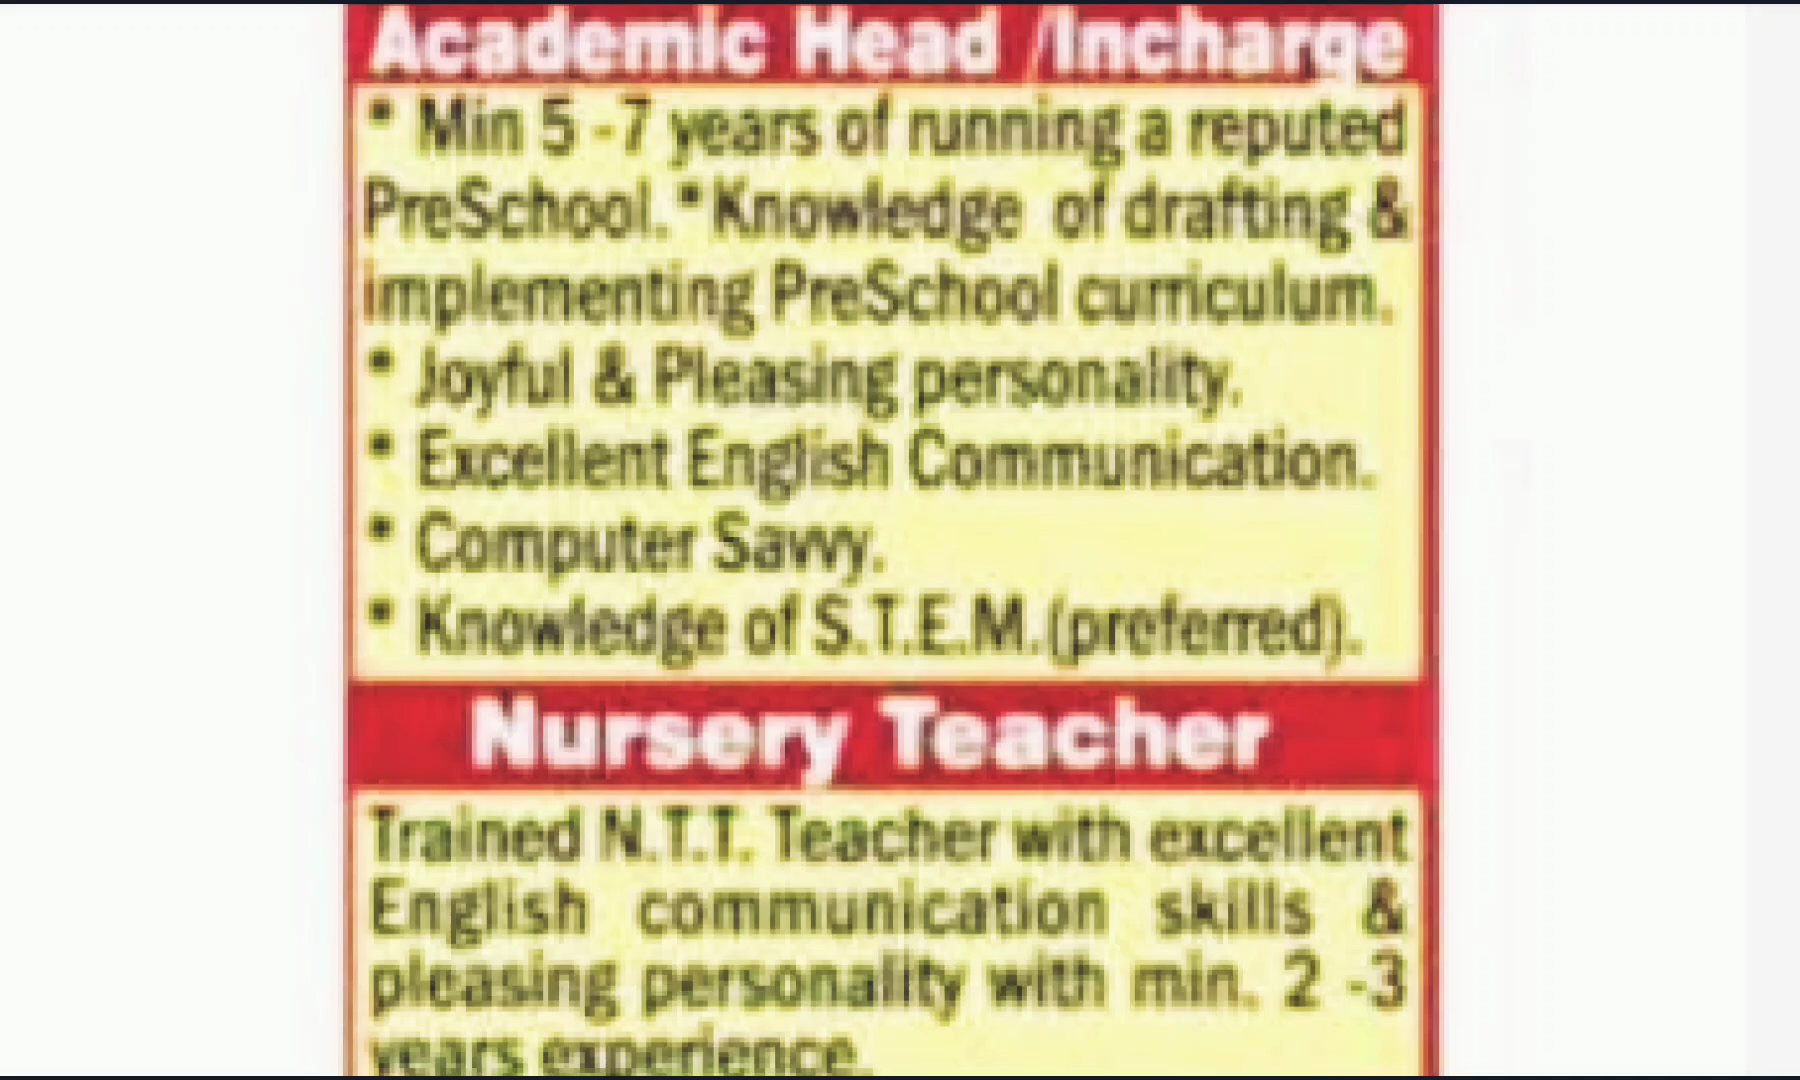 Academic Head /Incharge
* Min 5 -7 years of running a reputed
PreSchool. * Knowledge of drafting &
implementing PreSchool curriculum.
* Joyful & Pleasing personality.
* Excellent English Communication.
* Computer Savvy.
* Knowledge of S.T.E.M.(preferred).
Nursery Teacher
Trained N.T.T. Teacher with excellent
English communication skills &
pleasing personality with min. 2 -3
years experience.